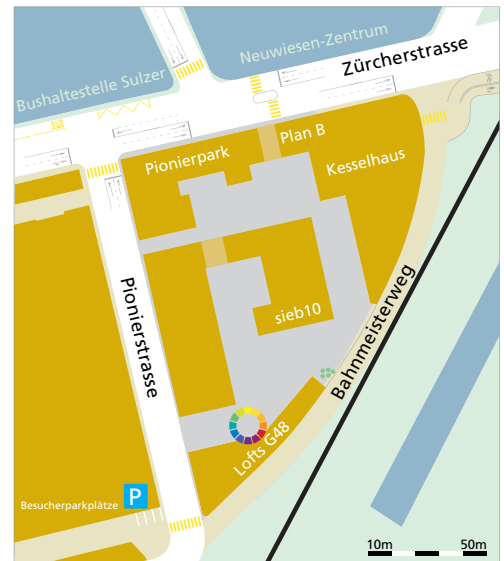 Neuwiesen-Zentrum
Zürcherstrasse
Bushaltestelle Sulzer
Plan B
Pionierpark
Kesselhaus
Pionierstrasse
sieb10
Bahnmeisterweg
Lofts G48
P
Besucherparkplätze
10m 50m